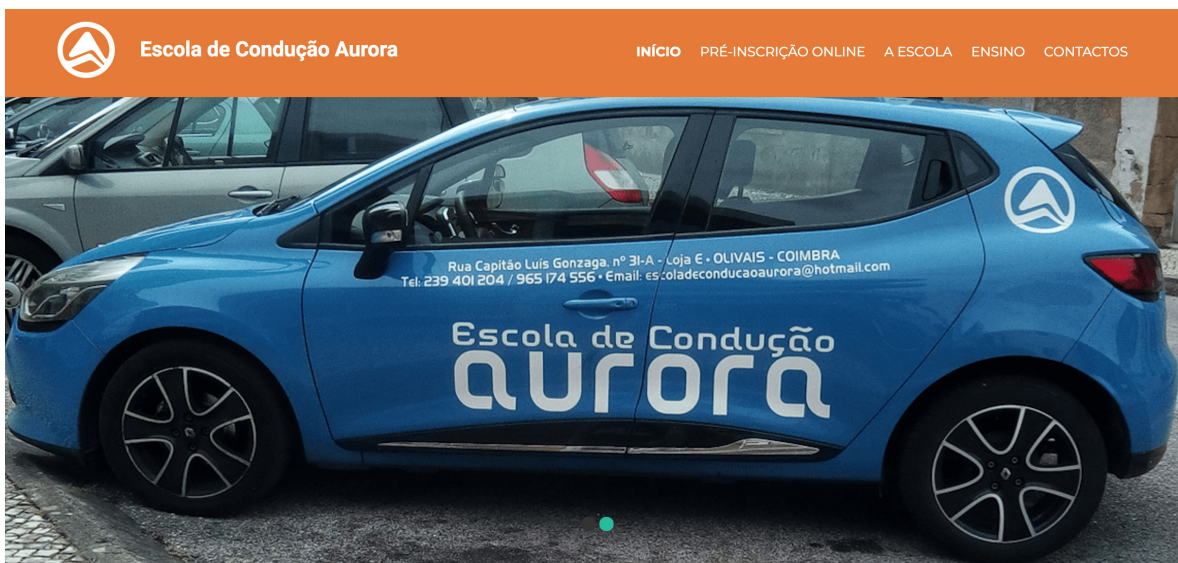 Escola de Condução Aurora
INÍCIO PRÉ-INSCRIÇÃO ONLINE A ESCOLA ENSINO CONTACTOS
Rua Capitão Luís Gonzaga, nº 31-A - Loja E • OLIVAIS - COIMBRA
Tel: 239 401 204 / 965 174 556 • Email: escoladeconducaoaurora@hotmail.com
Escola de Condução
aurora